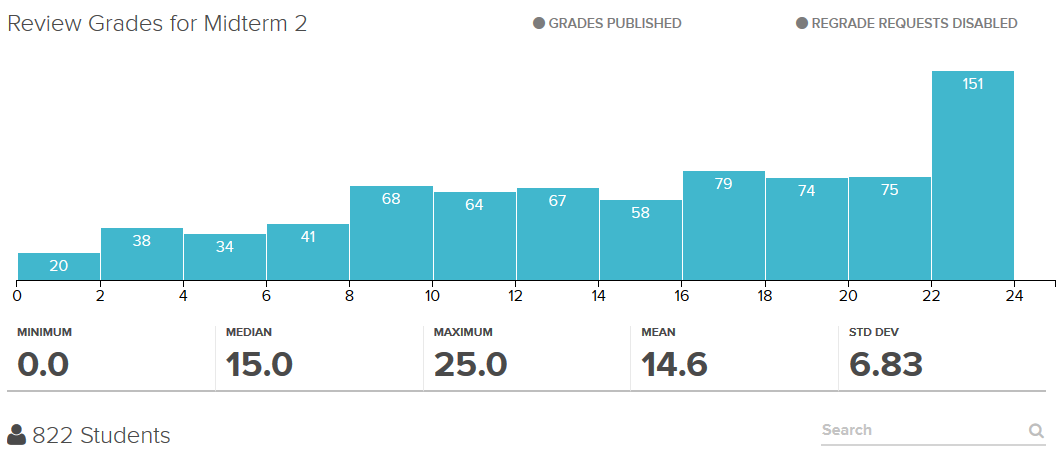 Review Grades for Midterm 2
GRADES PUBLISHED
REGRADE REQUESTS DISABLED
20 38 34 41 68 64 67 58 79 74 75 151
0 2 4 6 8 10 12 14 16 18 20 22 24
MINIMUM MEDIAN MAXIMUM MEAN STD DEV
0.0 15.0 25.0 14.6 6.83
822 Students
Search